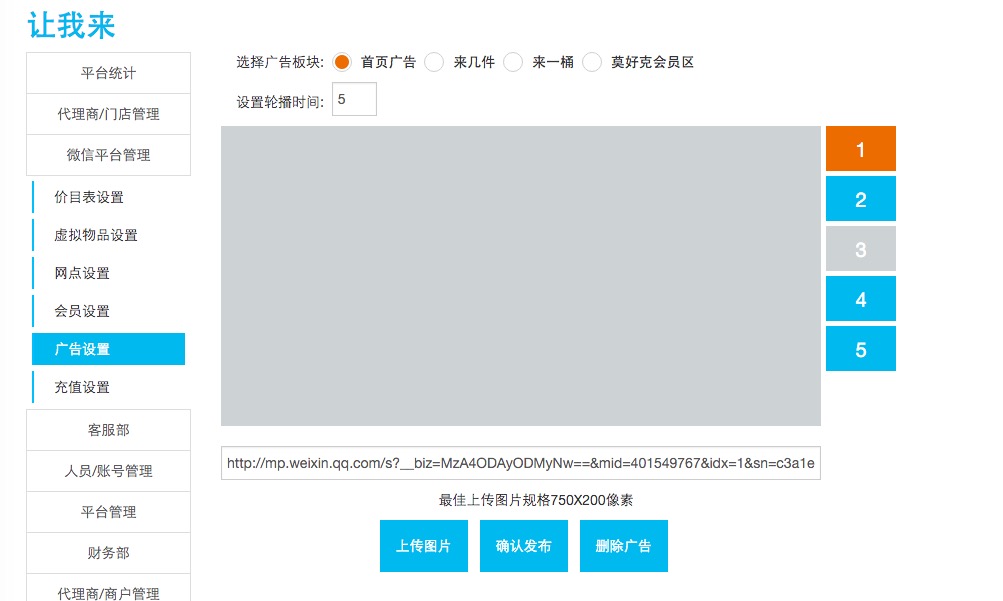 让我来
平台统计
代理商/门店管理
微信平台管理
价目表设置
虚拟物品设置
网点设置
会员设置
广告设置
充值设置
客服部
人员/账号管理
平台管理
财务部
代理商/商户管理
选择广告板块: 首页广告 来几件 来一桶 莫好克会员区
设置轮播时间: 5
1
2
3
4
5
http://mp.weixin.qq.com/s?__biz=MzA4ODAyODMyNw==&mid=401549767&idx=1&sn=c3a1e
最佳上传图片规格750X200像素
上传图片 确认发布 删除广告